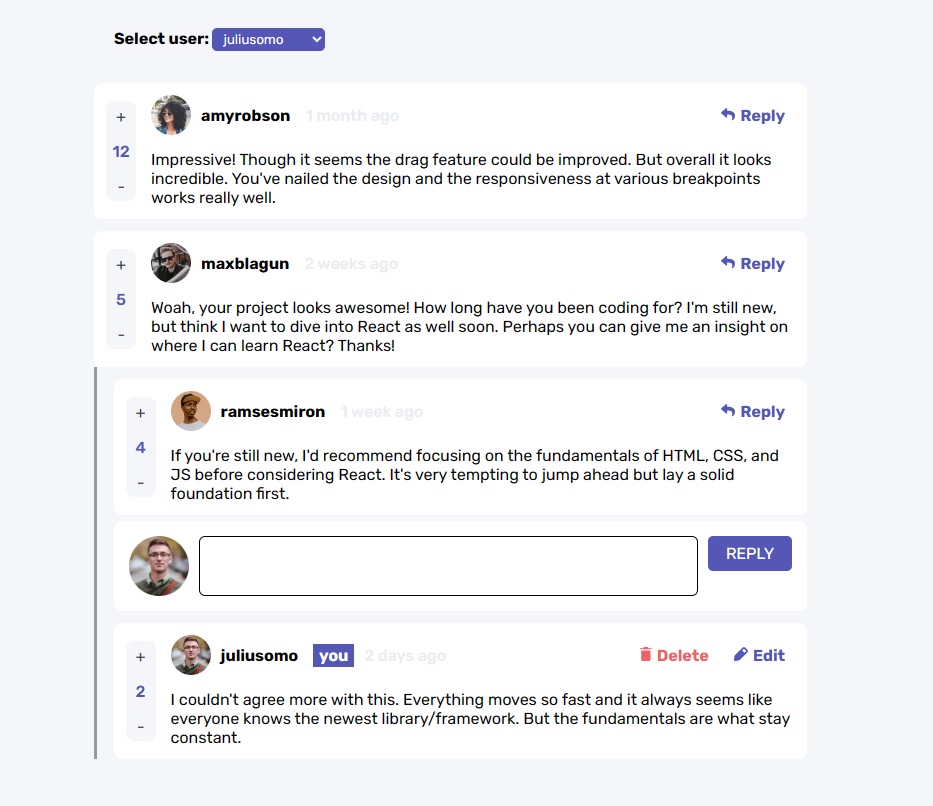 Select user: juliusomo
+
12
-
amyrobson 1 month ago Reply
Impressive! Though it seems the drag feature could be improved. But overall it looks
incredible. You've nailed the design and the responsiveness at various breakpoints
works really well.
+
5
-
maxblagun 2 weeks ago Reply
Woah, your project looks awesome! How long have you been coding for? I'm still new,
but think I want to dive into React as well soon. Perhaps you can give me an insight on
where I can learn React? Thanks!
+
4
-
ramsesmiron 1 week ago Reply
If you're still new, I'd recommend focusing on the fundamentals of HTML, CSS, and
JS before considering React. It's very tempting to jump ahead but lay a solid
foundation first.
REPLY
+
2
-
juliusomo you 2 days ago Delete Edit
I couldn't agree more with this. Everything moves so fast and it always seems like
everyone knows the newest library/framework. But the fundamentals are what stay
constant.